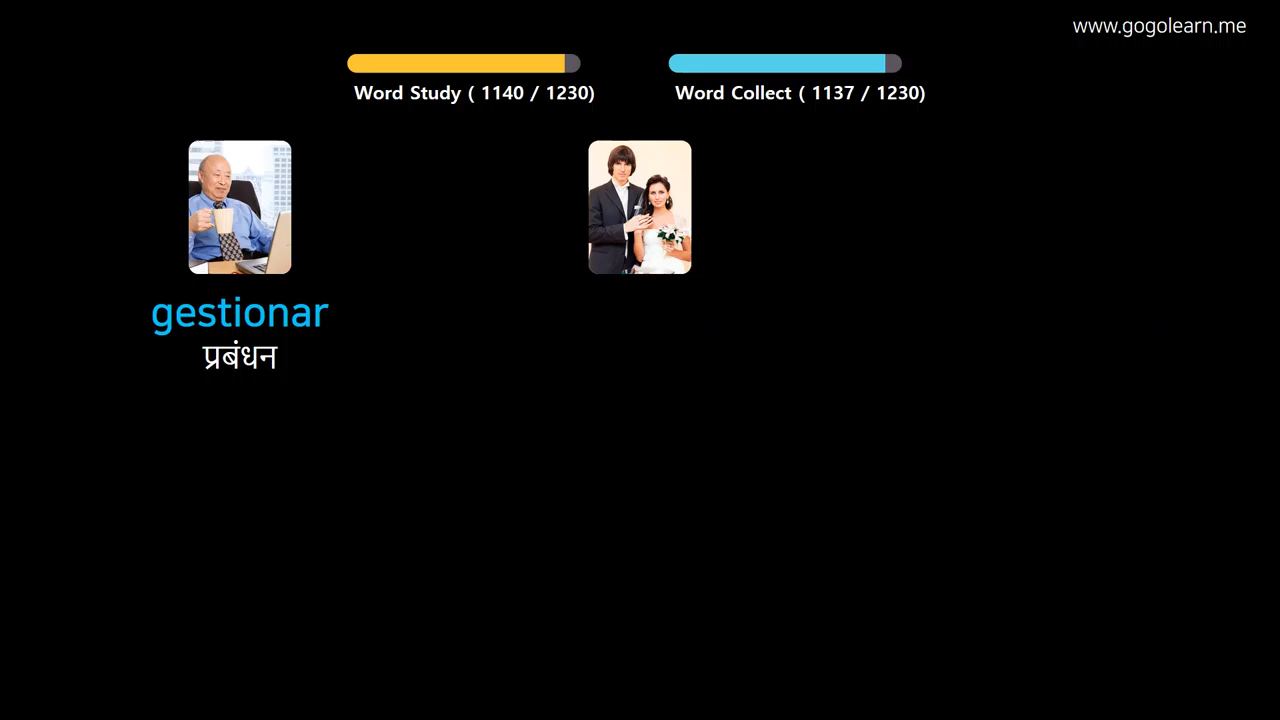 www.gogolearn.me
Word Study ( 1140 / 1230)
Word Collect ( 1137 / 1230)
gestionar
प्रबंधन